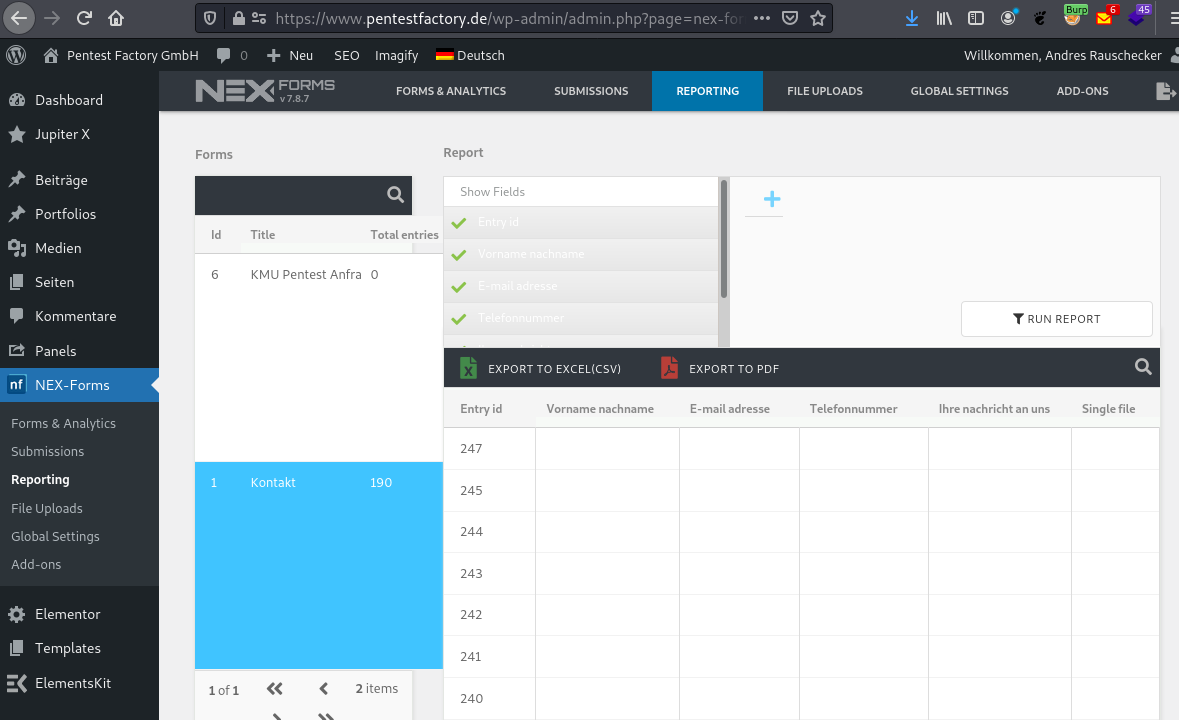 https://www.pentestfactory.de/wp-admin/admin.php?page=nex-for
Burp
6
45
Pentest Factory GmbH
0
Neu
SEO
Imagify
Deutsch
Willkommen, Andres Rauschecker
Dashboard
Jupiter X
Beiträge
Portfolios
Medien
Seiten
Kommentare
Panels
nf NEX-Forms
Forms & Analytics
Submissions
Reporting
File Uploads
Global Settings
Add-ons
Elementor
Templates
ElementsKit
NEX FORMS
v 7.8.7
FORMS & ANALYTICS
SUBMISSIONS
REPORTING
FILE UPLOADS
GLOBAL SETTINGS
ADD-ONS
Forms
Id Title Total entries
6 KMU Pentest Anfra 0
1 Kontakt 190
1 of 1
2 items
Report
Show Fields
Entry id
Vorname nachname
E-mail adresse
Telefonnummer
RUN REPORT
EXPORT TO EXCEL(CSV)
EXPORT TO PDF
Entry id Vorname nachname E-mail adresse Telefonnummer Ihre nachricht an uns Single file
247
245
244
243
242
241
240